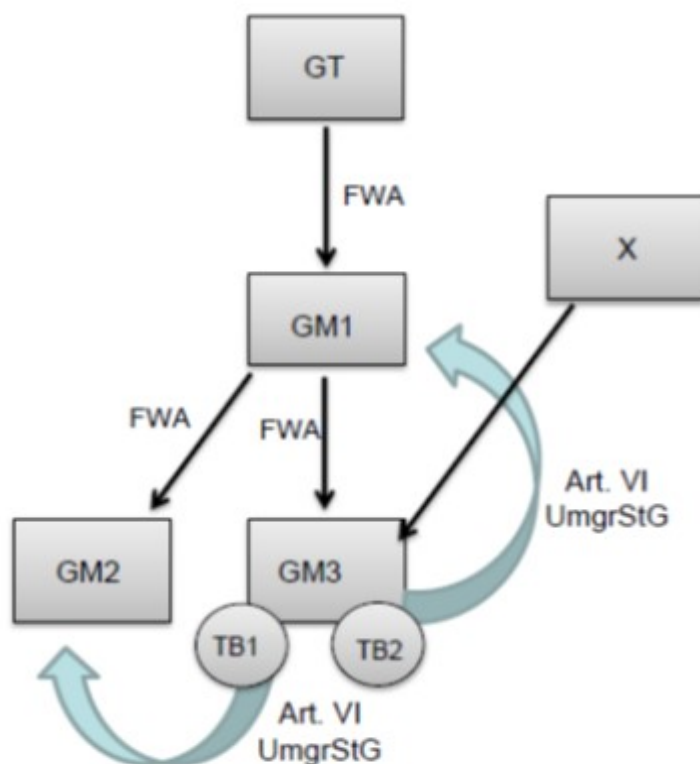 GT
FWA
X
GM1
FWA
FWA
Art. VI
UmgrStG
GM2
GM3
TB1
TB2
Art. VI
UmgrStG